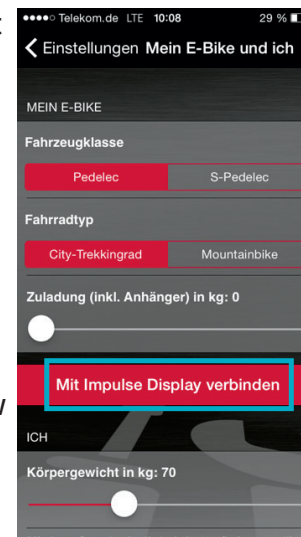 Telekom.de LTE 10:08 29 %
Einstellungen Mein E-Bike und ich
MEIN E-BIKE
Fahrzeugklasse
Pedelec S-Pedelec
Fahrradtyp
City-Trekkingrad Mountainbike
Zuladung (inkl. Anhänger) in kg: 0
Mit Impulse Display verbinden
ICH
Körpergewicht in kg: 70